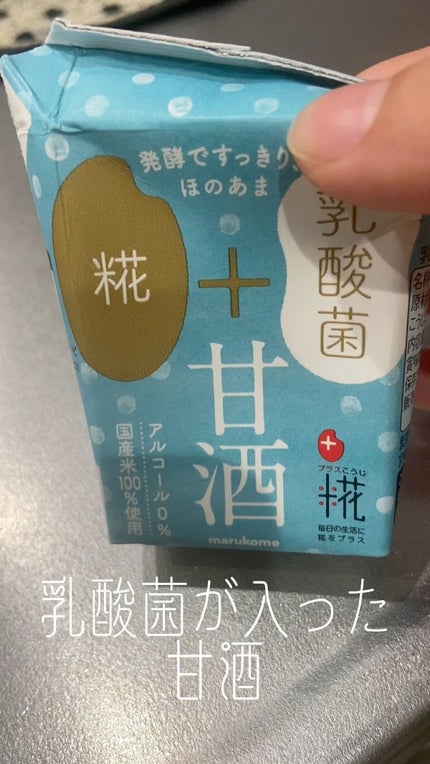 発酵ですっきり、
ほのあま
糀
+
乳酸菌
甘酒
アルコール0%
国産米100%使用
プラスこうじ
糀
毎日の生活に
糀をプラス
marukome
乳酸菌が入った
甘酒